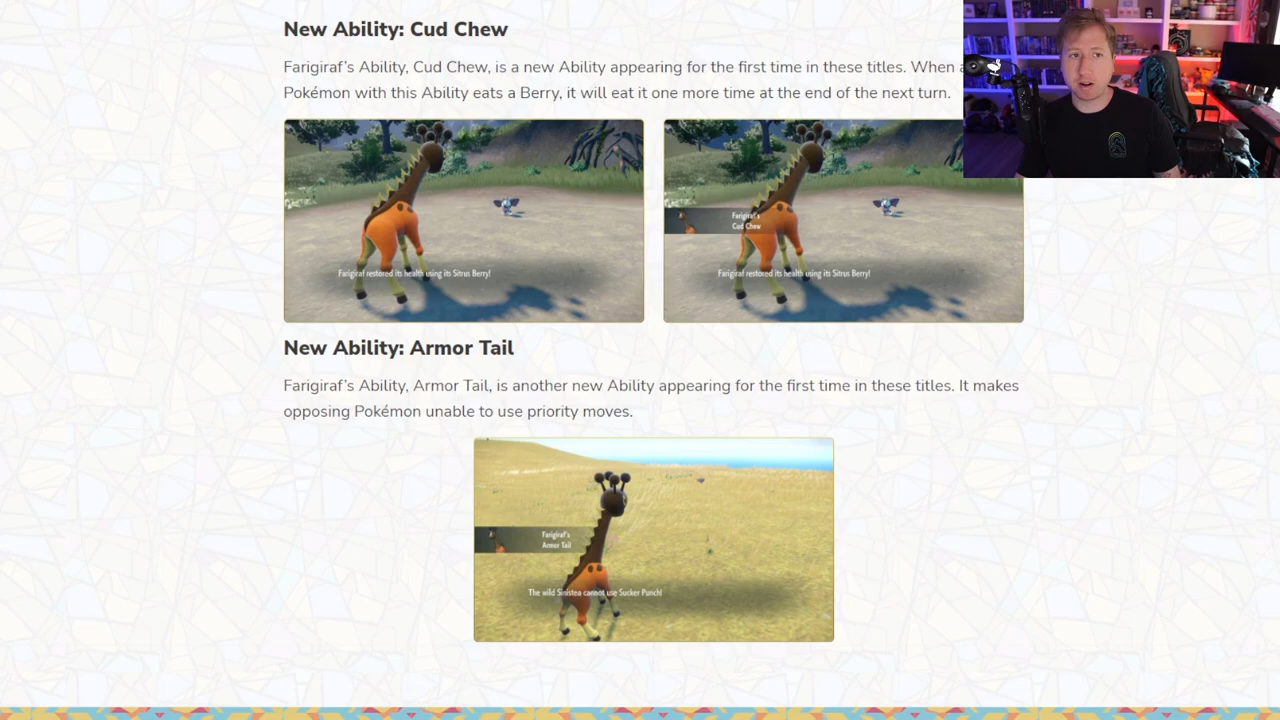 New Ability: Cud Chew
Farigiraf's Ability, Cud Chew, is a new Ability appearing for the first time in these titles. When a
Pokémon with this Ability eats a Berry, it will eat it one more time at the end of the next turn.
Farigiraf restored its health using its Sitrus Berry!
Farigiraf's
Cud Chew
Farigiraf restored its health using its Sitrus Berry!
New Ability: Armor Tail
Farigiraf's Ability, Armor Tail, is another new Ability appearing for the first time in these titles. It makes
opposing Pokémon unable to use priority moves.
Farigiraf's
Armor Tail
The wild Sinistea cannot use Sucker Punch!